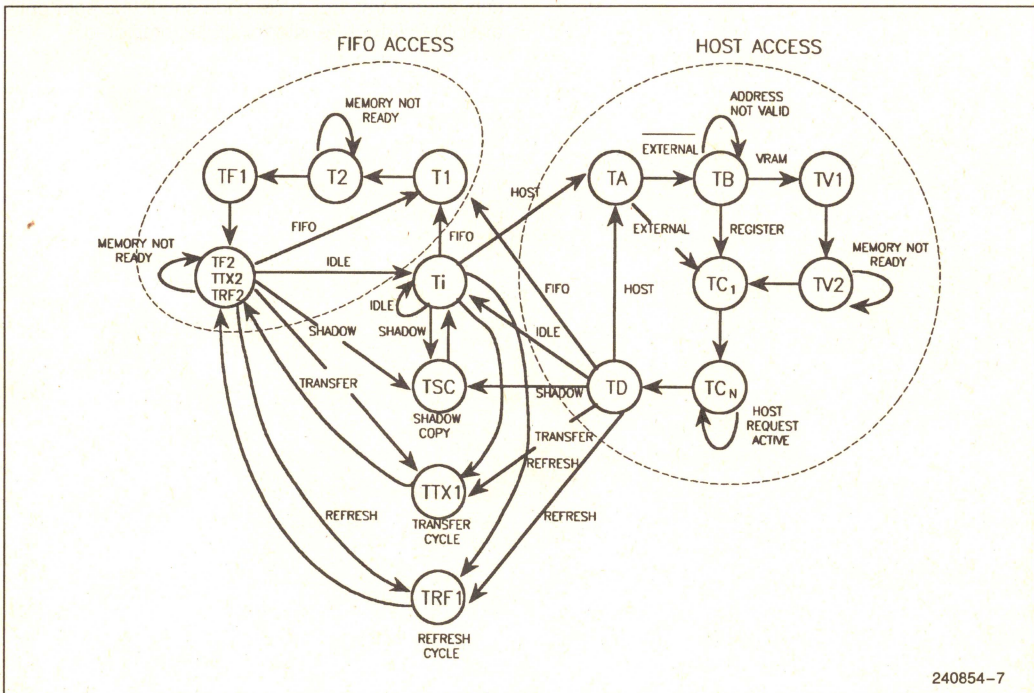 FIFO ACCESS
HOST ACCESS
MEMORY NOT
READY
ADDRESS
NOT VALID
EXTERNAL
VRAM
TF1
T2
T1
HOST
TA
TB
TV1
FIFO
FIFO
EXTERNAL
REGISTER
MEMORY NOT
READY
TF2
TTX2
TRF2
IDLE
Ti
IDLE
SHADOW
FIFO
IDLE
HOST
TC1
TV2
MEMORY NOT
READY
SHADOW
TSC
SHADOW
COPY
SHADOW
TD
TCN
HOST
REQUEST
ACTIVE
TRANSFER
TRANSFER
REFRESH
TTX1
TRANSFER
CYCLE
REFRESH
REFRESH
TRF1
REFRESH
CYCLE
240854-7